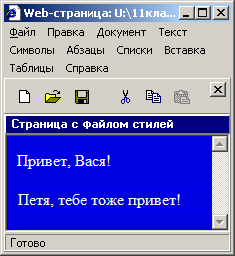 Web-страница: U:\11кла...
Файл Правка Документ Текст
Символы Абзацы Списки Вставка
Таблицы Справка
Страница с файлом стилей
Привет, Вася!
Петя, тебе тоже привет!
Готово